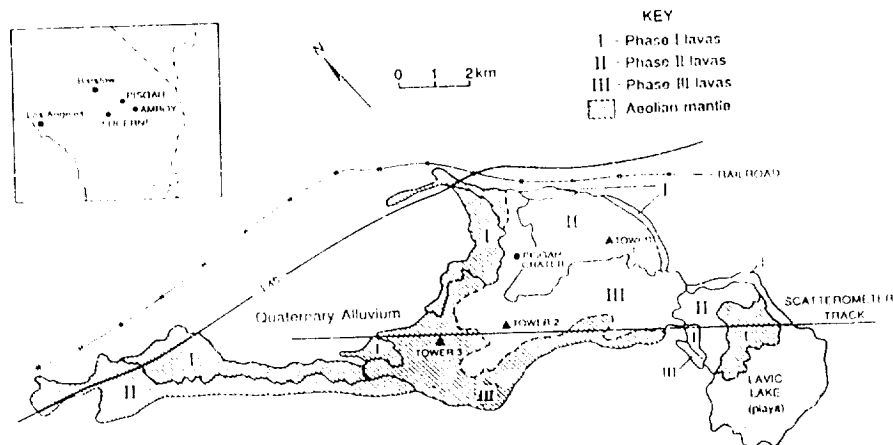 KEY
I - Phase I lavas
II - Phase II lavas
III - Phase III lavas
Aeolian mantle
N
0 1 2 km
Barstow
PISGAH
AMBOY
Los Angeles
LUCERNE
RAILROAD
I
II
I
TOWER
PISGAH
CRATER
I-40
III
Quaternary Alluvium
II
SCATTEROMETER
TRACK
TOWER 2
I
I
I
TOWER 3
I
II
III
III
LAVIC
LAKE
(playa)